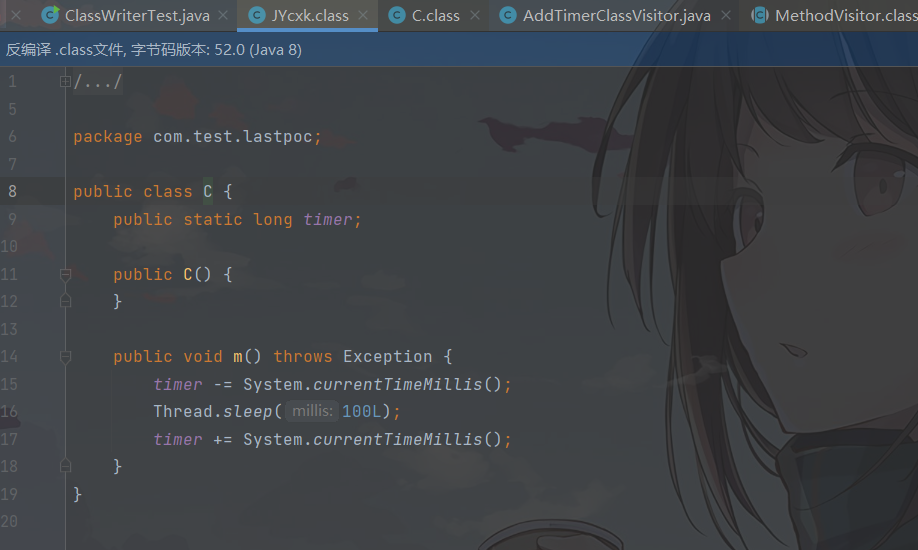 ClassWriterTest.java JYcxk.class C.class AddTimerClassVisitor.java MethodVisitor.class
反编译 .class文件, 字节码版本: 52.0 (Java 8)
1 /.../
5
6 package com.test.lastpoc;
7
8 public class C {
9 public static long timer;
10
11 public C() {
12 }
13
14 public void m() throws Exception {
15 timer -= System.currentTimeMillis();
16 Thread.sleep( millis: 100L);
17 timer += System.currentTimeMillis();
18 }
19 }
20